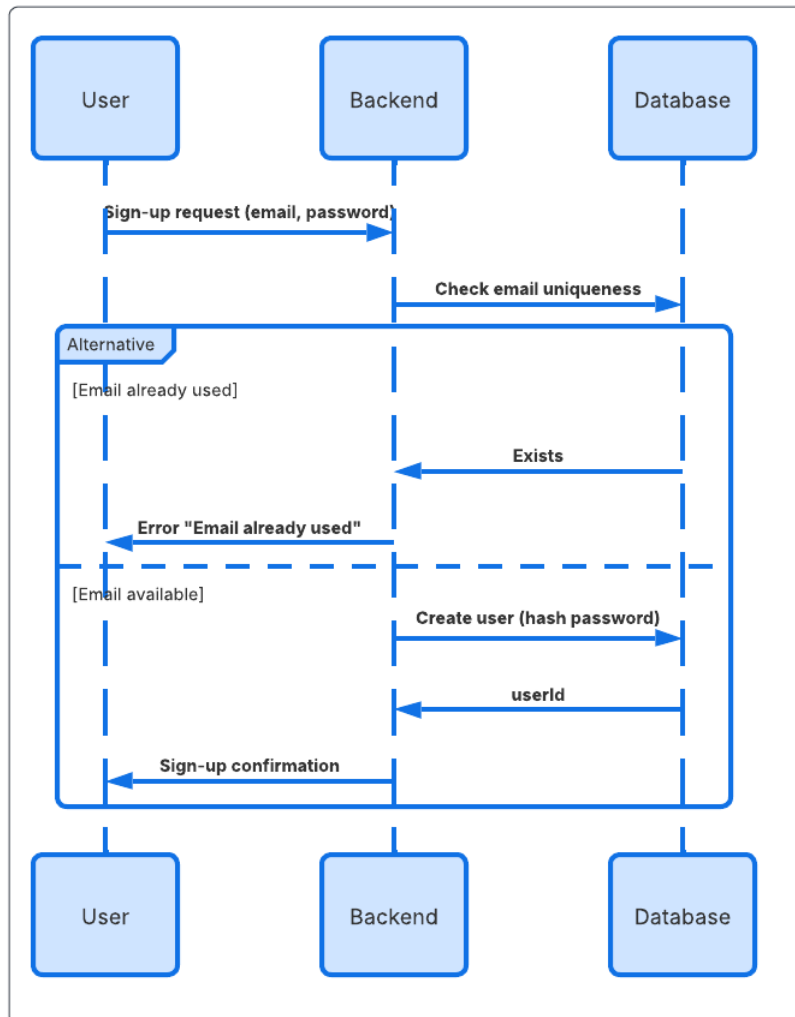 User
Backend
Database
Sign-up request (email, password)
Check email uniqueness
Alternative
[Email already used]
Exists
Error "Email already used"
[Email available]
Create user (hash password)
userId
Sign-up confirmation
User
Backend
Database